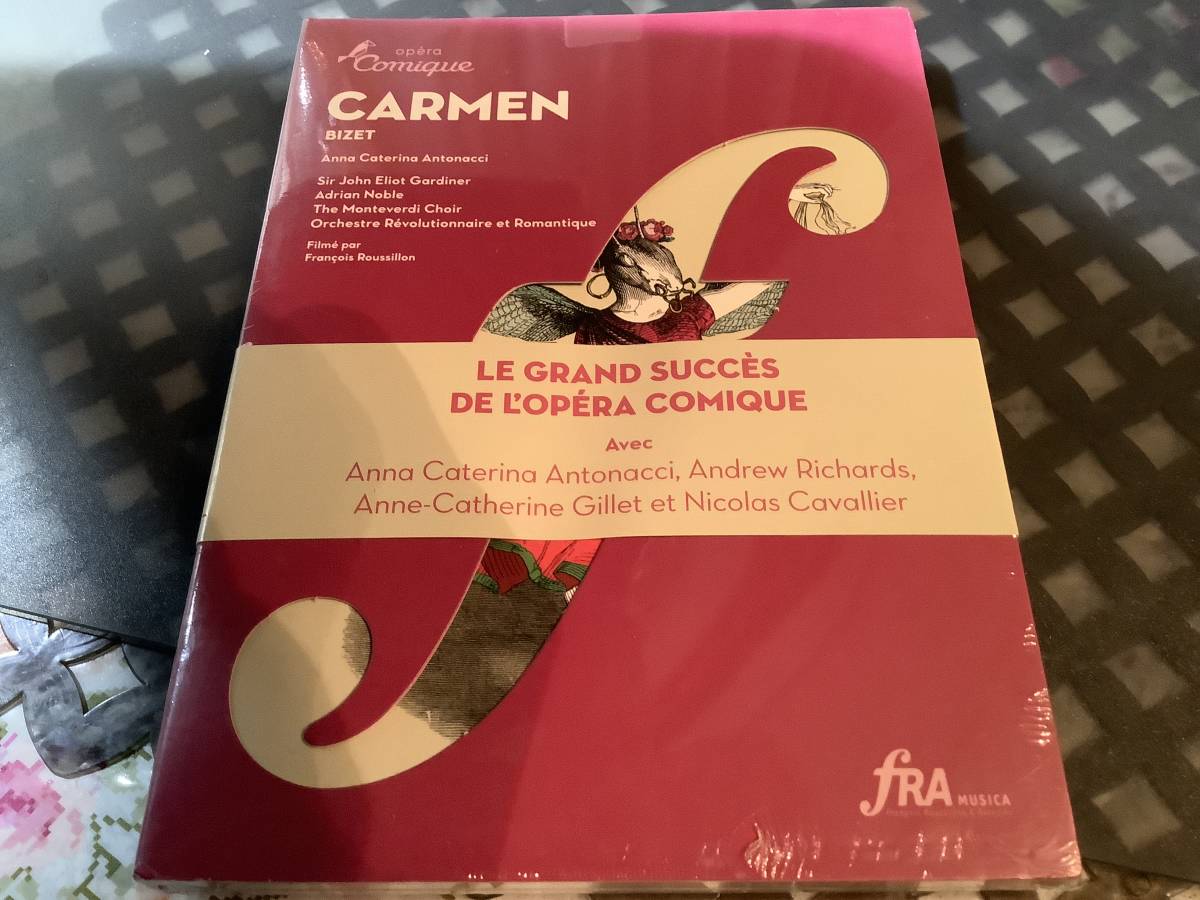 opéra
Comique
CARMEN
BIZET
Anna Caterina Antonacci
Sir John Eliot Gardiner
Adrian Noble
The Monteverdi Choir
Orchestre Révolutionnaire et Romantique
Filmé par
François Roussillon
LE GRAND SUCCÈS
DE L'OPÉRA COMIQUE
Avec
Anna Caterina Antonacci, Andrew Richards,
Anne-Catherine Gillet et Nicolas Cavallier
fRA MUSICA